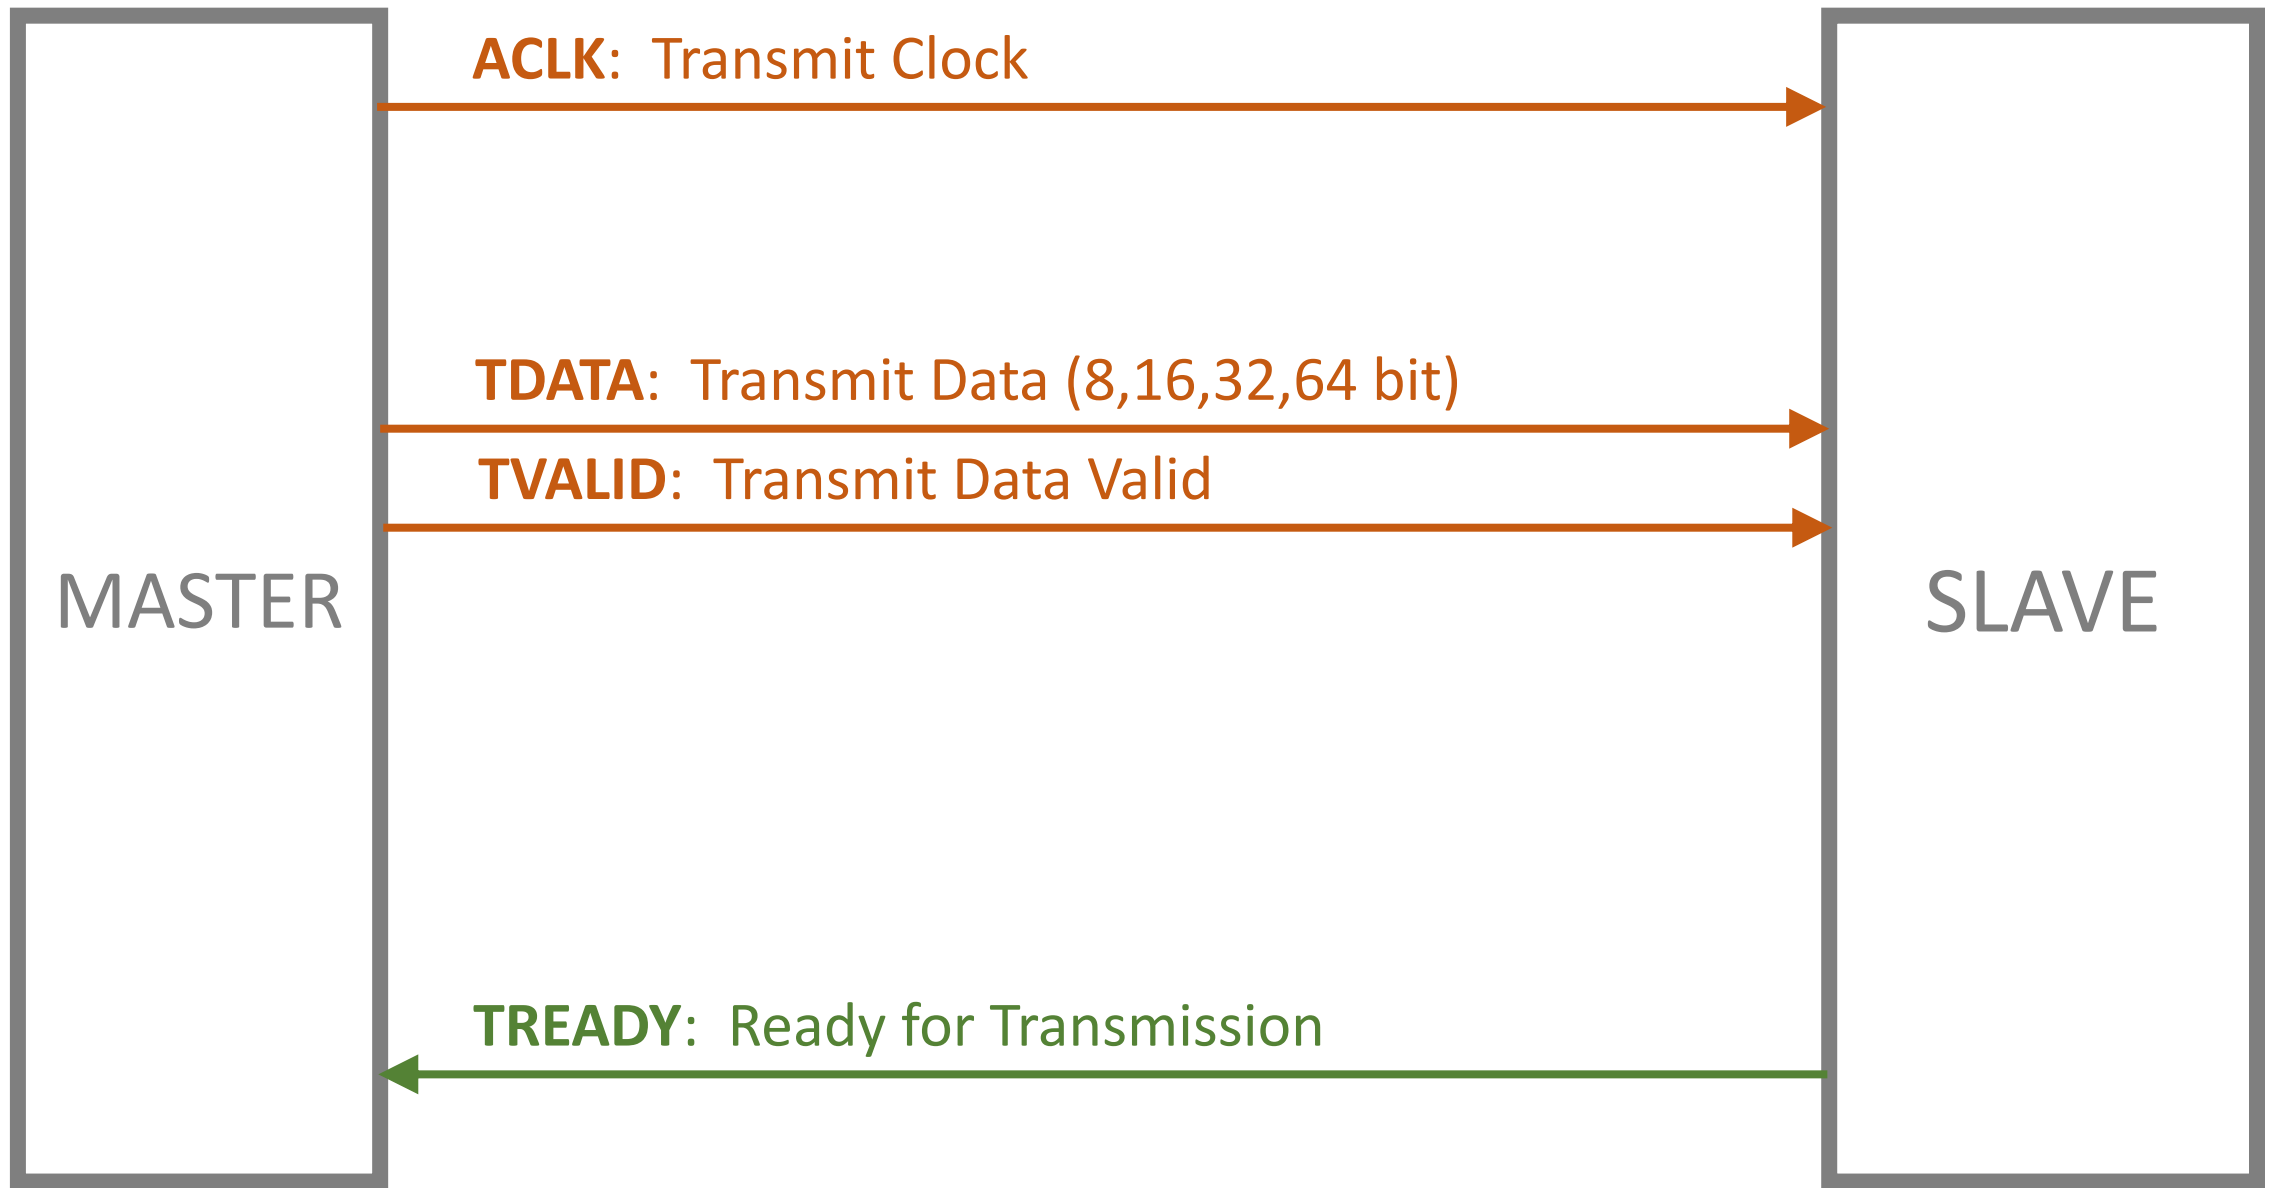 ACLK: Transmit Clock
TDATA: Transmit Data (8,16,32,64 bit)
TVALID: Transmit Data Valid
MASTER
SLAVE
TREADY: Ready for Transmission